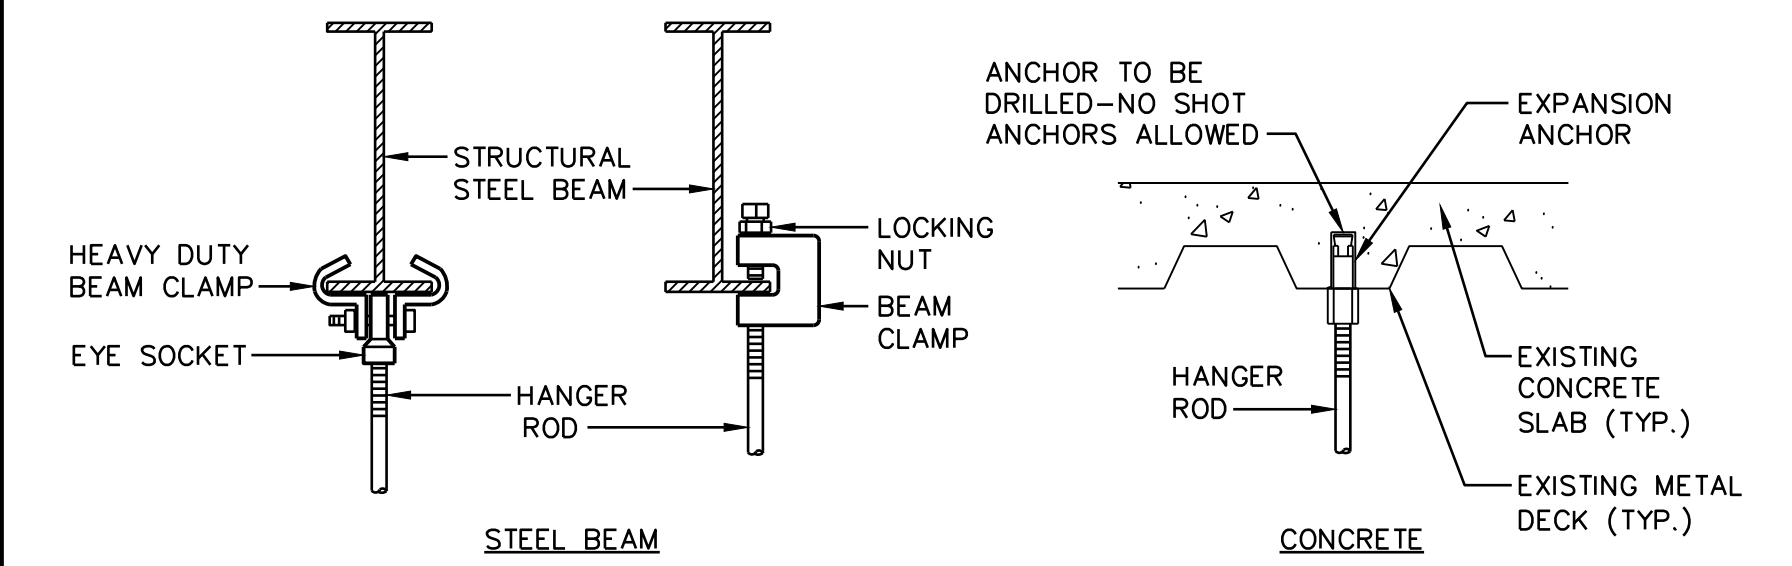 STRUCTURAL
STEEL BEAM
HEAVY DUTY
BEAM CLAMP
EYE SOCKET
HANGER
ROD
LOCKING
NUT
BEAM
CLAMP
STEEL BEAM
ANCHOR TO BE
DRILLED-NO SHOT
ANCHORS ALLOWED
EXPANSION
ANCHOR
HANGER
ROD
EXISTING
CONCRETE
SLAB (TYP.)
EXISTING METAL
DECK (TYP.)
CONCRETE